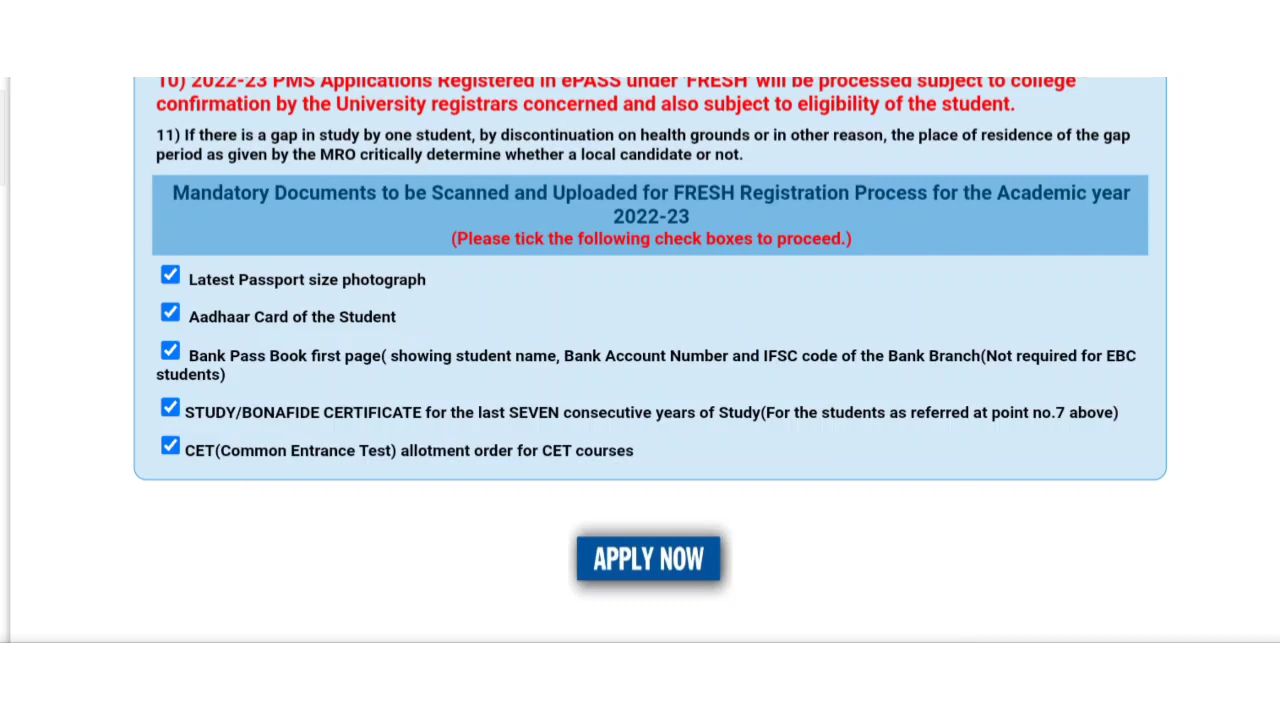 10) 2022-23 PMS Applications Registered in ePASS under 'FRESH' will be processed subject to college
confirmation by the University registrars concerned and also subject to eligibility of the student.
11) If there is a gap in study by one student, by discontinuation on health grounds or in other reason, the place of residence of the gap
period as given by the MRO critically determine whether a local candidate or not.
Mandatory Documents to be Scanned and Uploaded for FRESH Registration Process for the Academic year
2022-23
(Please tick the following check boxes to proceed.)
Latest Passport size photograph
Aadhaar Card of the Student
Bank Pass Book first page( showing student name, Bank Account Number and IFSC code of the Bank Branch(Not required for EBC
students)
STUDY/BONAFIDE CERTIFICATE for the last SEVEN consecutive years of Study(For the students as referred at point no.7 above)
CET(Common Entrance Test) allotment order for CET courses
APPLY NOW